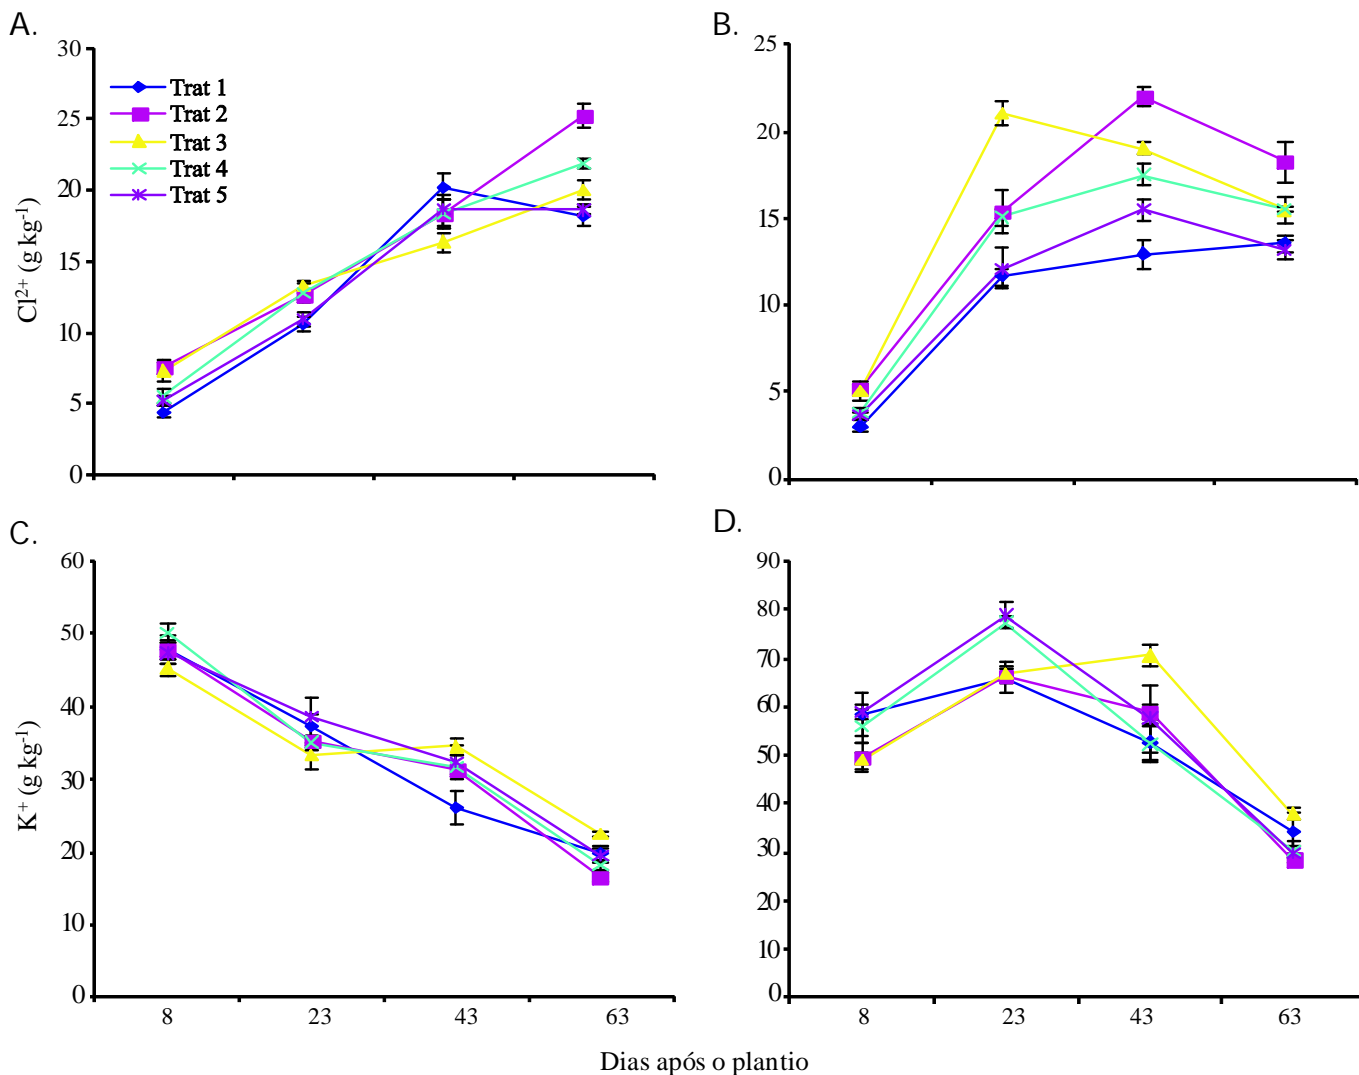 A.
30
25
20
15
10
5
0
Cl²⁺ (g kg⁻¹)
Trat 1
Trat 2
Trat 3
Trat 4
Trat 5
B.
25
20
15
10
5
0
C.
60
50
40
30
20
10
0
K⁺ (g kg⁻¹)
8 23 43 63
D.
90
80
70
60
50
40
30
20
10
0
8 23 43 63
Dias após o plantio